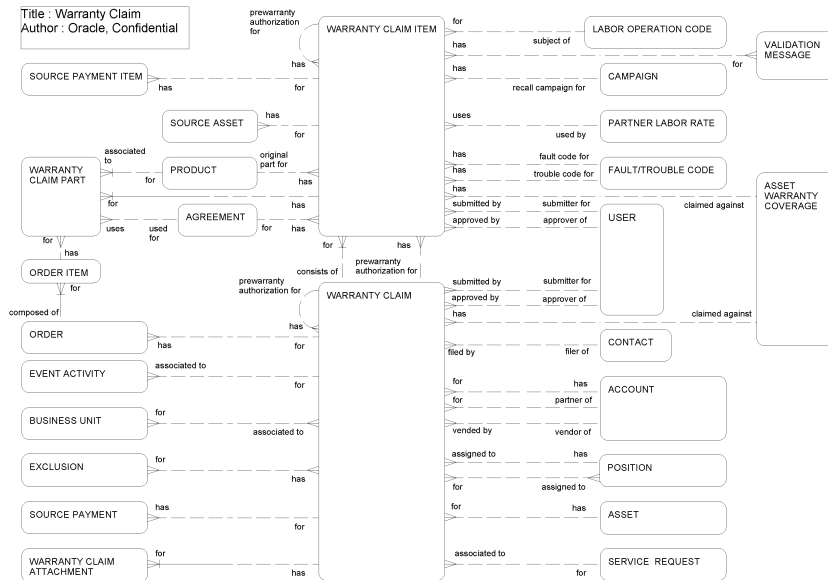 Title : Warranty Claim
Author : Oracle, Confidential
prewarranty
authorization
for
has
WARRANTY CLAIM ITEM
for
subject of
LABOR OPERATION CODE
has
for
VALIDATION
MESSAGE
SOURCE PAYMENT ITEM
has
for
has
recall campaign for
CAMPAIGN
SOURCE ASSET
has
for
uses
used by
PARTNER LABOR RATE
WARRANTY
CLAIM PART
associated
to
for
PRODUCT
original
part for
has
has
fault code for
has
trouble code for
FAULT/TROUBLE CODE
for
has
has
claimed against
ASSET
WARRANTY
COVERAGE
uses
used
for
AGREEMENT
for
has
submitted by
submitter for
approved by
approver of
USER
for
has
ORDER ITEM
for
composed of
for
consists of
has
prewarranty
authorization for
prewarranty
authorization for
has
WARRANTY CLAIM
submitted by
submitter for
approved by
approver of
has
claimed against
ORDER
has
for
filed by
filer of
CONTACT
EVENT ACTIVITY
associated to
for
for
has
for
partner of
vended by
vendor of
ACCOUNT
BUSINESS UNIT
for
associated to
EXCLUSION
for
has
assigned to
has
for
assigned to
POSITION
SOURCE PAYMENT
has
for
for
has
ASSET
WARRANTY CLAIM
ATTACHMENT
for
has
associated to
for
SERVICE REQUEST